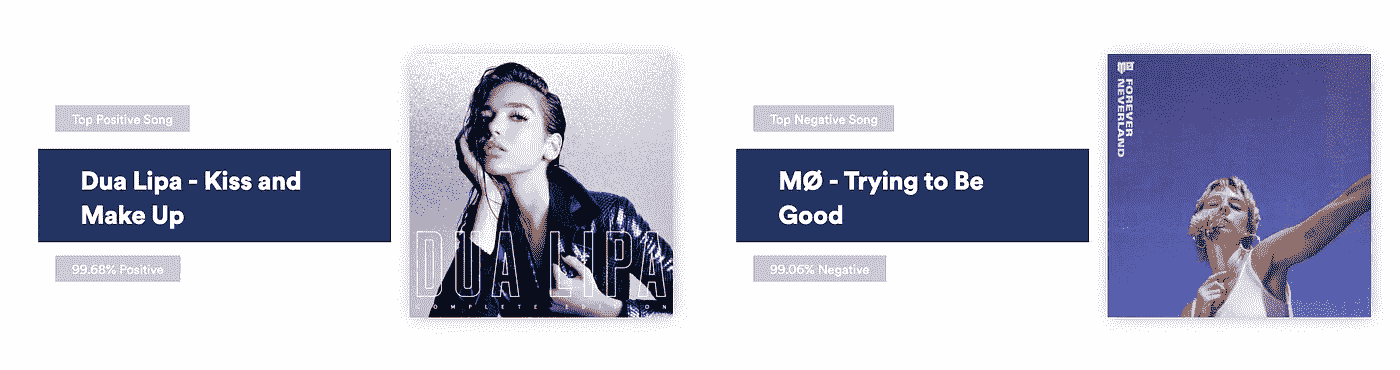 Top Positive Song
Dua Lipa - Kiss and
Make Up
99.68% Positive
DUA LIPA
COMPLETE EDITION
Top Negative Song
MØ - Trying to Be
Good
99.06% Negative
MØ
FOREVER
NEVERLAND